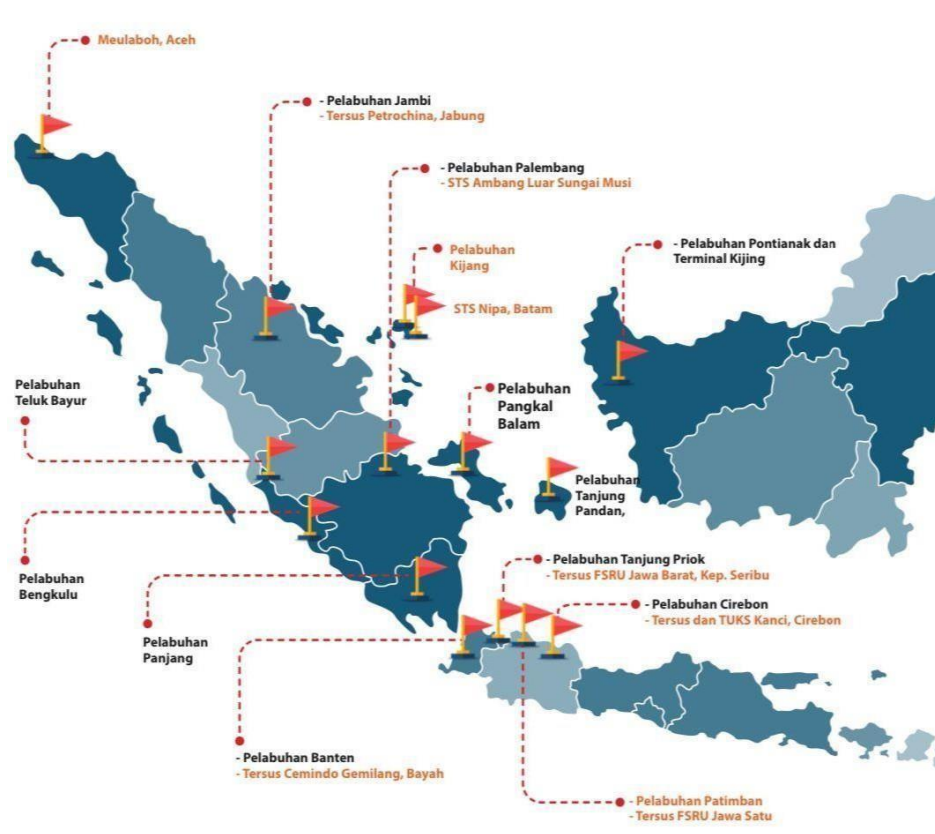 Meulaboh, Aceh
- Pelabuhan Jambi
- Tersus Petrochina, Jabung
- Pelabuhan Palembang
- STS Ambang Luar Sungai Musi
Pelabuhan
Kijang
STS Nipa, Batam
- Pelabuhan Pontianak dan
Terminal Kijing
Pelabuhan
Teluk Bayur
Pelabuhan
Pangkal
Balam
Pelabuhan
Tanjung
Pandan,
Pelabuhan
Bengkulu
Pelabuhan
Panjang
- Pelabuhan Tanjung Priok
- Tersus FSRU Jawa Barat, Kep. Seribu
- Pelabuhan Cirebon
- Tersus dan TUKS Kanci, Cirebon
- Pelabuhan Banten
- Tersus Cemindo Gemilang, Bayah
- Pelabuhan Patimban
- Tersus FSRU Jawa Satu